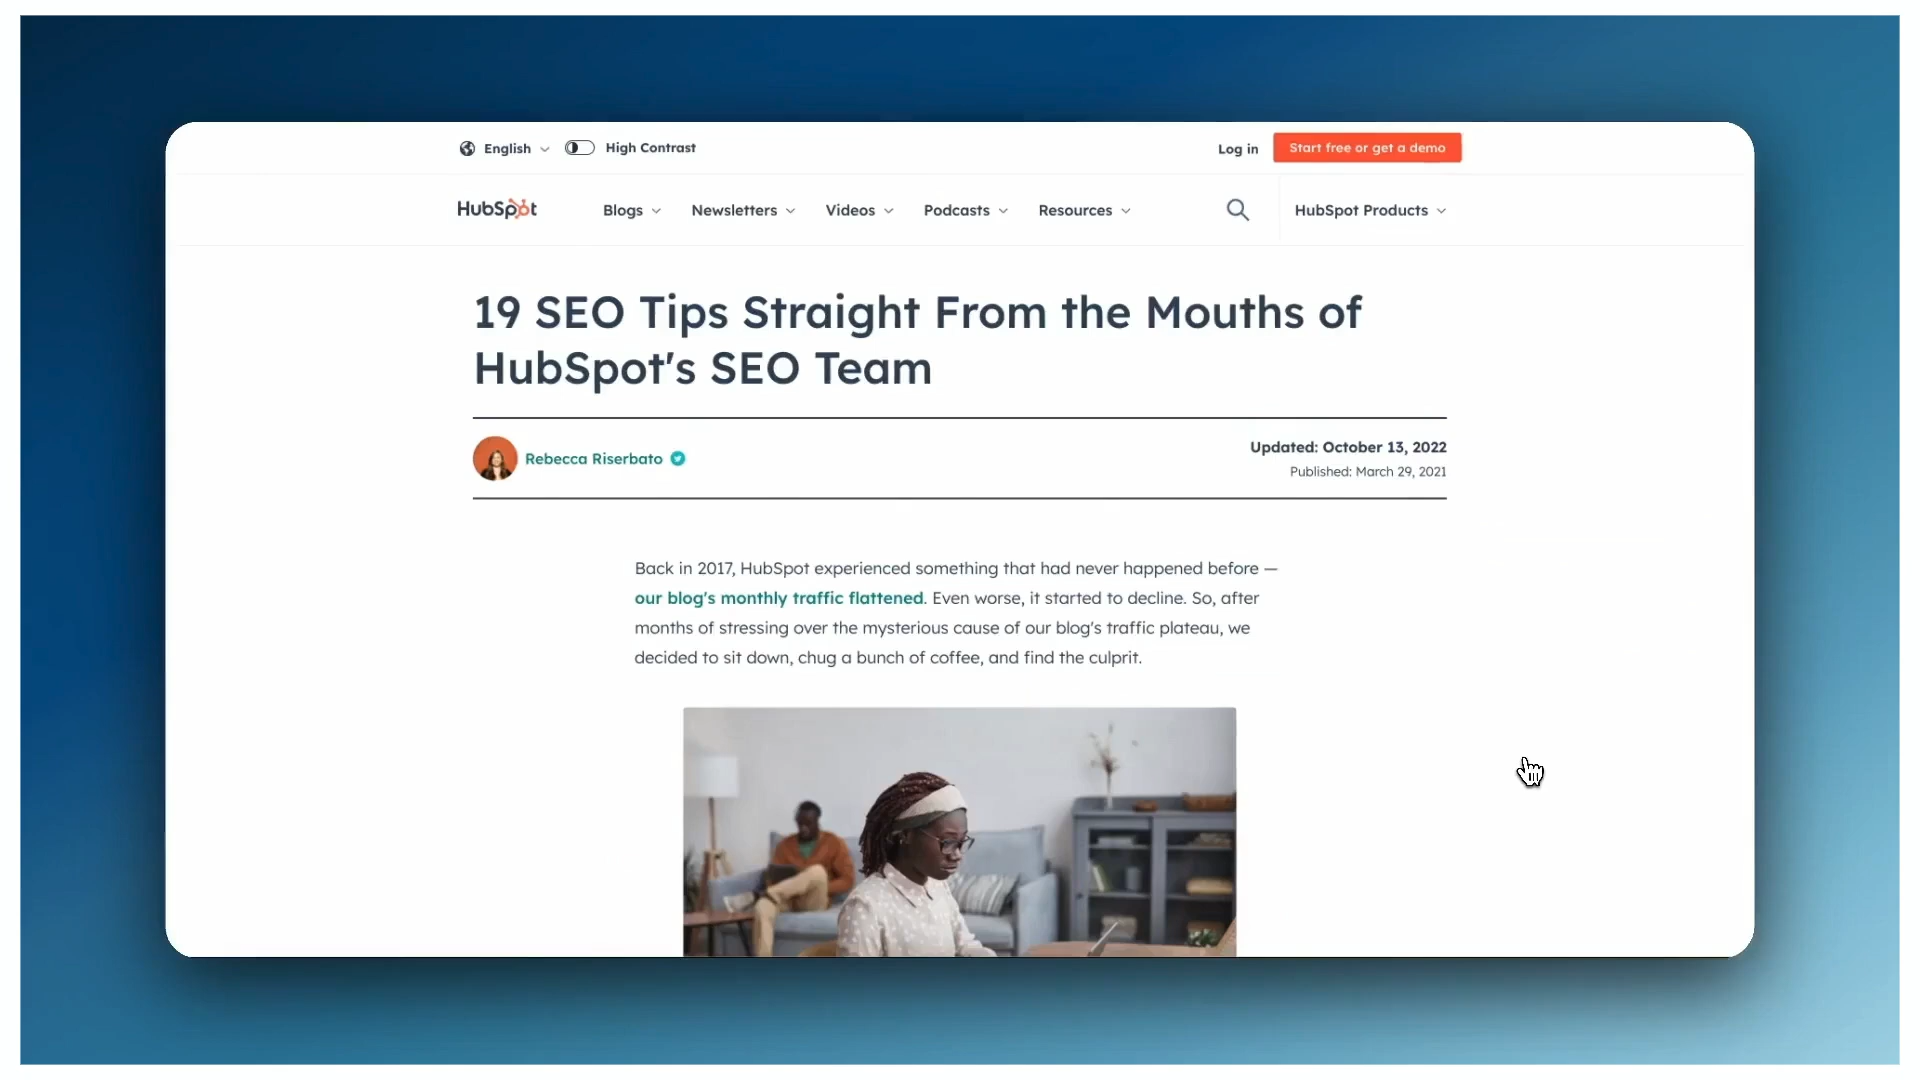 English
High Contrast
Log in
Start free or get a demo
HubSpot
Blogs
Newsletters
Videos
Podcasts
Resources
HubSpot Products
19 SEO Tips Straight From the Mouths of
HubSpot's SEO Team
Rebecca Riserbato
Updated: October 13, 2022
Published: March 29, 2021
Back in 2017, HubSpot experienced something that had never happened before —
our blog's monthly traffic flattened. Even worse, it started to decline. So, after
months of stressing over the mysterious cause of our blog's traffic plateau, we
decided to sit down, chug a bunch of coffee, and find the culprit.